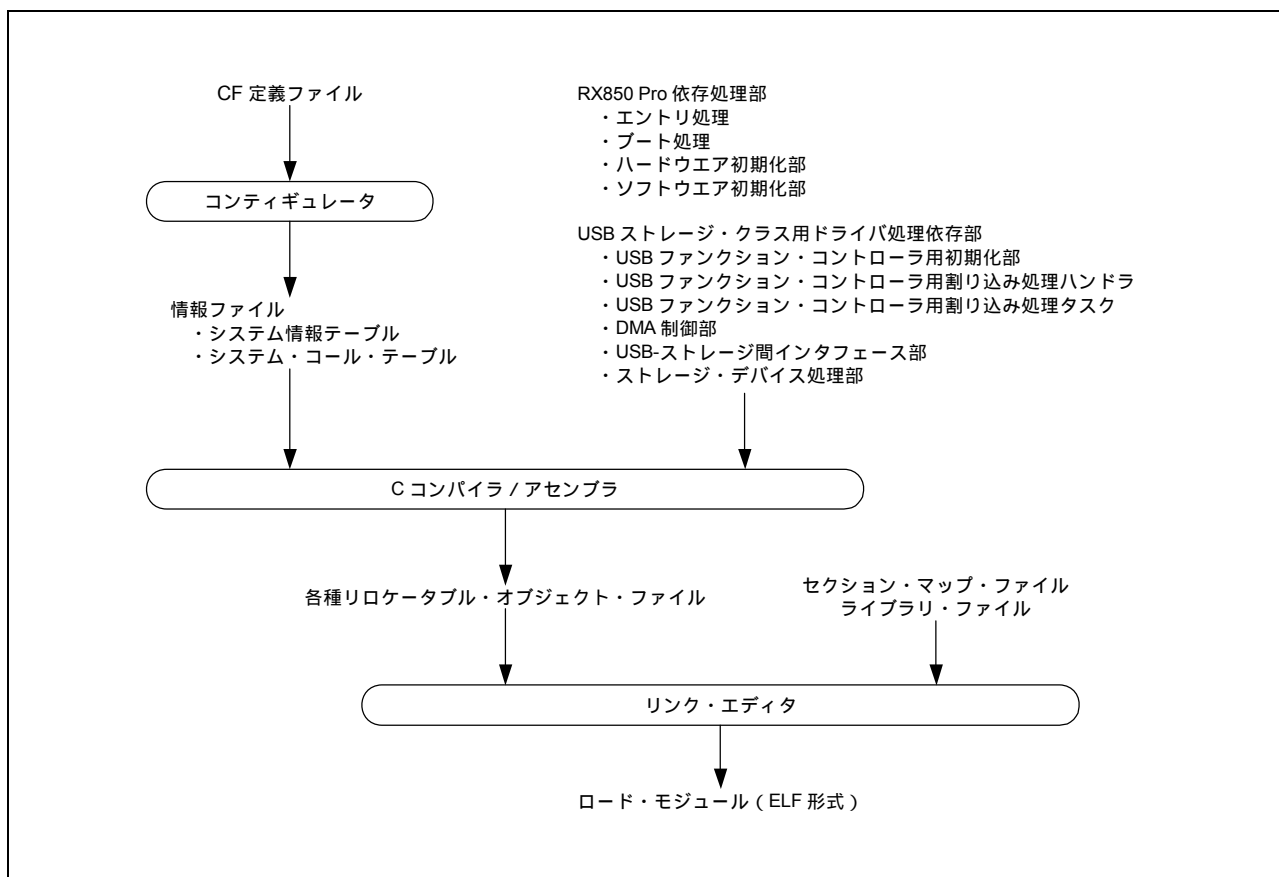 CF 定義ファイル
コンティギュレータ
情報ファイル
・システム情報テーブル
・システム・コール・テーブル
RX850 Pro 依存処理部
・エントリ処理
・ブート処理
・ハードウエア初期化部
・ソフトウエア初期化部
USB ストレージ・クラス用ドライバ処理依存部
・USB ファンクション・コントローラ用初期化部
・USB ファンクション・コントローラ用割り込み処理ハンドラ
・USB ファンクション・コントローラ用割り込み処理タスク
・DMA 制御部
・USB-ストレージ間インタフェース部
・ストレージ・デバイス処理部
C コンパイラ / アセンブラ
各種リロケータブル・オブジェクト・ファイル
セクション・マップ・ファイル
ライブラリ・ファイル
リンク・エディタ
ロード・モジュール（ELF 形式）